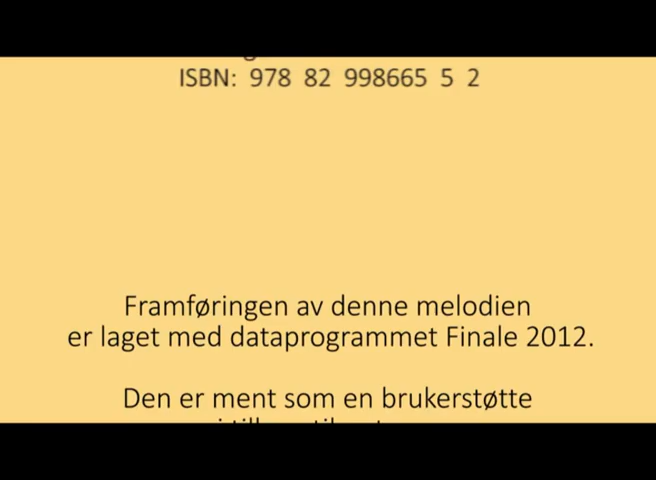 ISBN: 978 82 998665 5 2
Framføringen av denne melodien
er laget med dataprogrammet Finale 2012.
Den er ment som en brukerstøtte